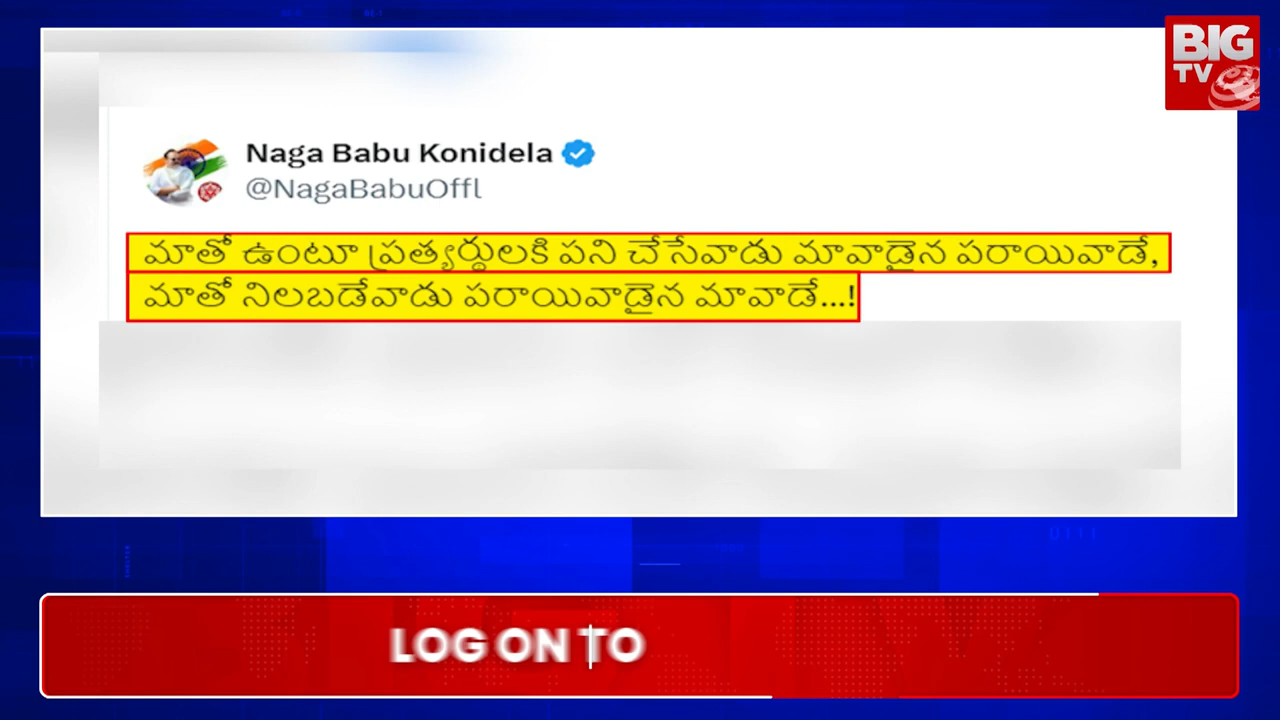 BIG
TV
Naga Babu Konidela
@NagaBabuOffl
మాతో ఉంటూ ప్రత్యర్థులకి పని చేసేవాడు మావాడైన పరాయివాడే,
మాతో నిలబడేవాడు పరాయివాడైన మావాడే...!
LOG ON TO